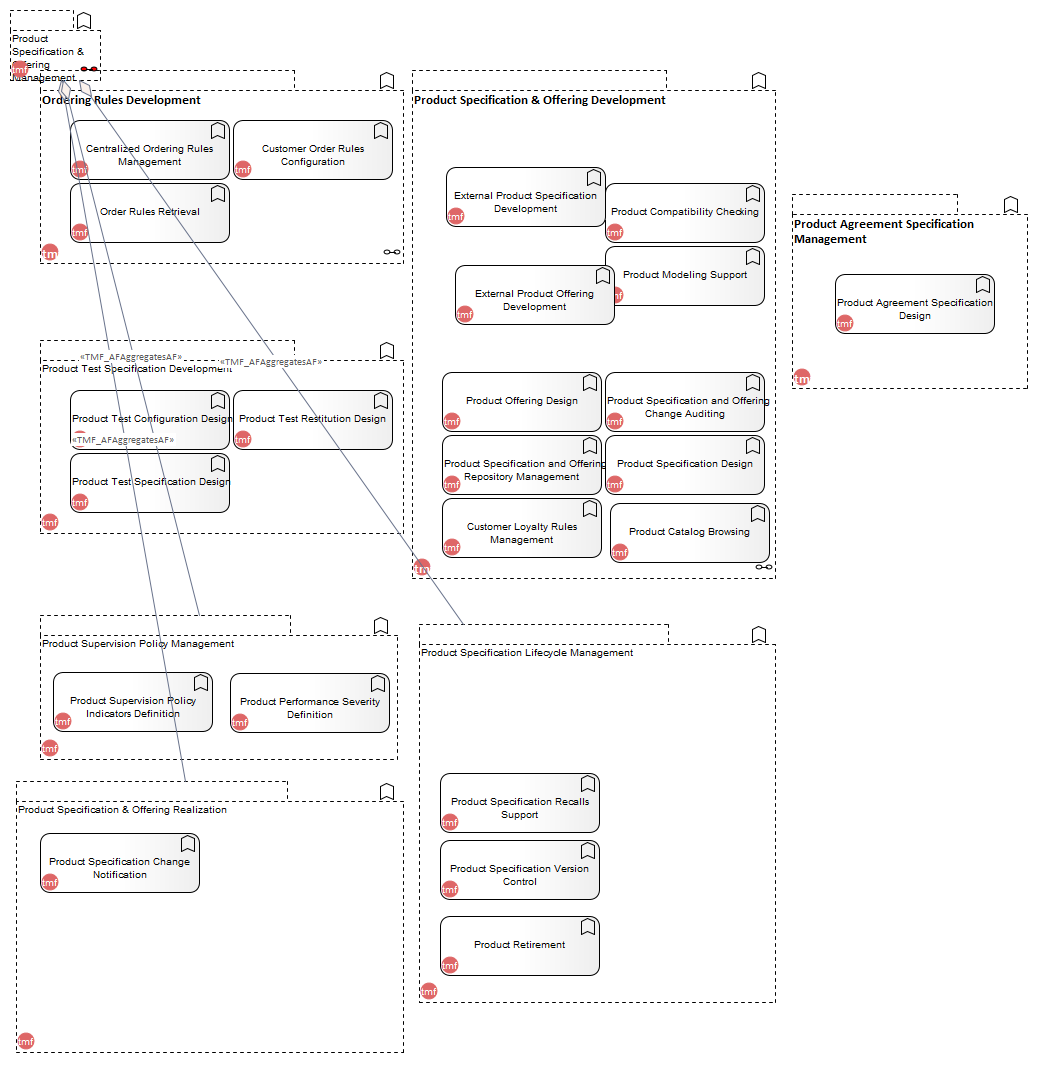 Product
Specification &
Offering
Management
tmf
Ordering Rules Development
Centralized Ordering Rules
Management
tmf
Customer Order Rules
Configuration
tmf
Order Rules Retrieval
tmf
tm
Product Specification & Offering Development
External Product Specification
Development
tmf
Product Compatibility Checking
tmf
Product Modeling Support
mf
External Product Offering
Development
tmf
Product Offering Design
tmf
Product Specification and Offering
Change Auditing
tmf
Product Specification and Offering
Repository Management
tmf
Product Specification Design
tmf
Customer Loyalty Rules
Management
tmf
Product Catalog Browsing
tmf
tm
Product Agreement Specification
Management
Product Agreement Specification
Design
tmf
tm
«TMF_AFAggregatesAF»
«TMF_AFAggregatesAF»
Product Test Specification Development
Product Test Configuration Design
Product Test Restitution Design
tmf
«TMF_AFAggregatesAF»
Product Test Specification Design
tmf
tmf
Product Supervision Policy Management
Product Supervision Policy
Indicators Definition
tmf
Product Performance Severity
Definition
tmf
tmf
Product Specification Lifecycle Management
Product Specification Recalls
Support
tmf
Product Specification Version
Control
tmf
Product Retirement
tmf
tmf
Product Specification & Offering Realization
Product Specification Change
Notification
tmf
tmf